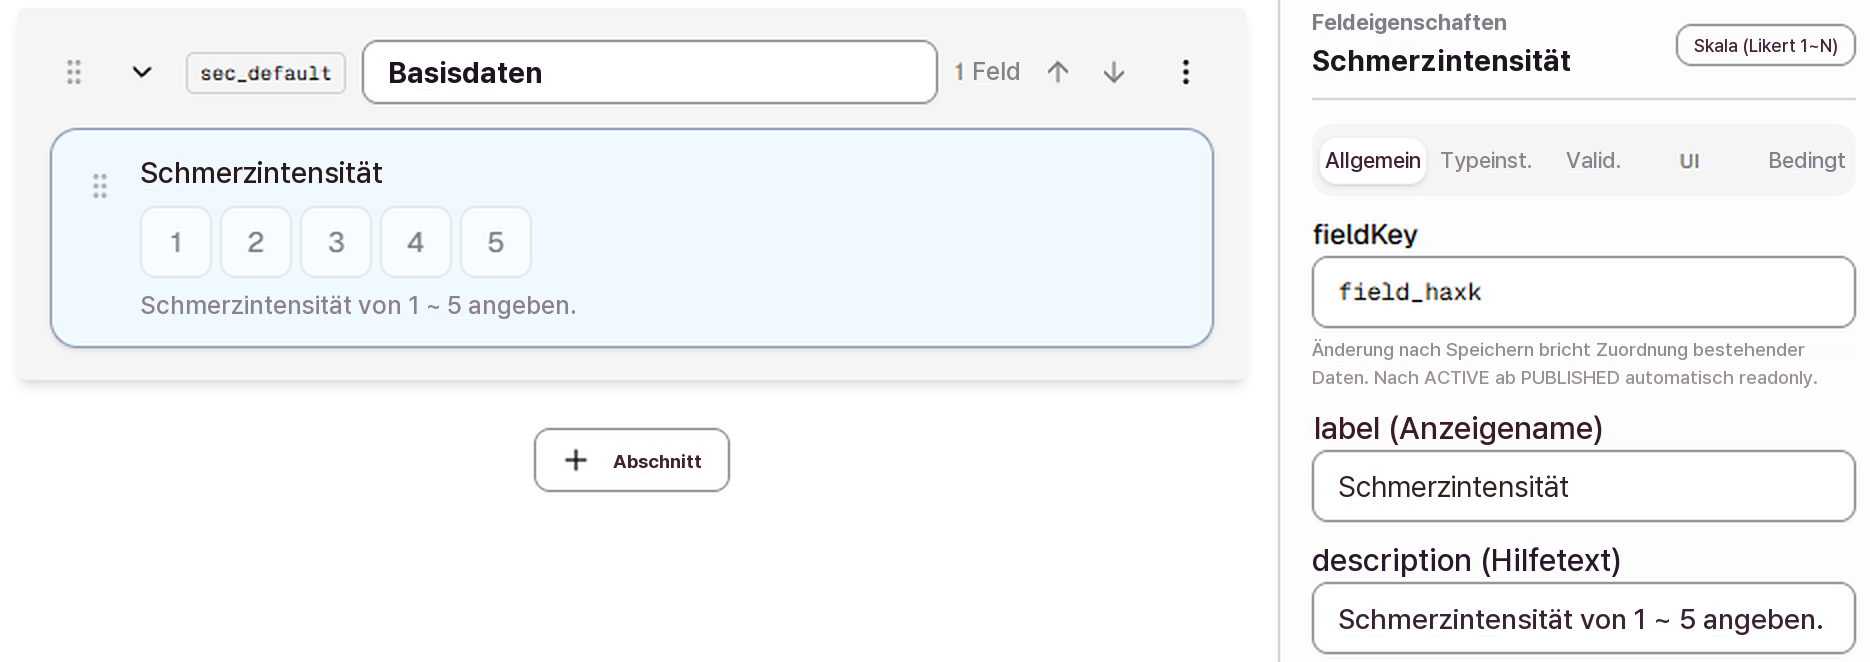 sec_default
Basisdaten
1 Feld
Schmerzintensität
1 2 3 4 5
Schmerzintensität von 1 ~ 5 angeben.
Abschnitt
Feldeigenschaften
Schmerzintensität
Skala (Likert 1~N)
Allgemein Typeinst. Valid. UI Bedingt
fieldKey
field_haxk
Änderung nach Speichern bricht Zuordnung bestehender
Daten. Nach ACTIVE ab PUBLISHED automatisch readonly.
label (Anzeigename)
Schmerzintensität
description (Hilfetext)
Schmerzintensität von 1 ~ 5 angeben.